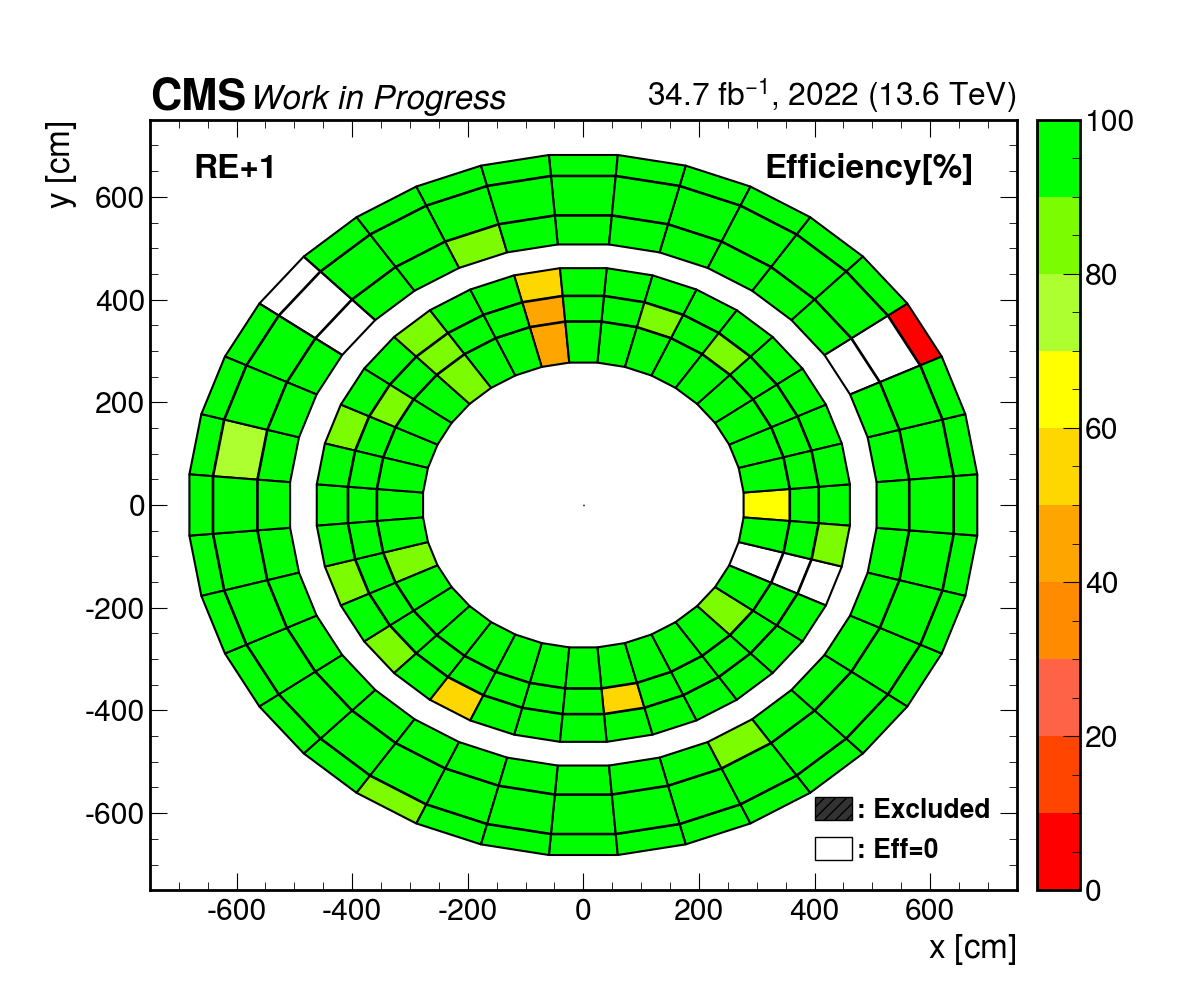 CMS Work in Progress 34.7 fb⁻¹, 2022 (13.6 TeV)
RE+1 Efficiency[%]
y [cm]
600
400
200
0
-200
-400
-600
-600 -400 -200 0 200 400 600
x [cm]
: Excluded
: Eff=0
100
80
60
40
20
0